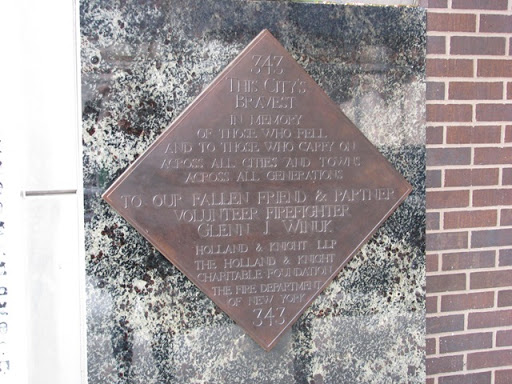 343
THIS CITY'S
BRAVEST
IN MEMORY
OF THOSE WHO FELL
AND TO THOSE WHO CARRY ON
ACROSS ALL CITIES AND TOWNS
ACROSS ALL GENERATIONS
TO OUR FALLEN FRIEND & PARTNER
VOLUNTEER FIREFIGHTER
GLENN J. WINUK
HOLLAND & KNIGHT LLP
THE HOLLAND & KNIGHT
CHARITABLE FOUNDATION
THE FIRE DEPARTMENT
OF NEW YORK
343